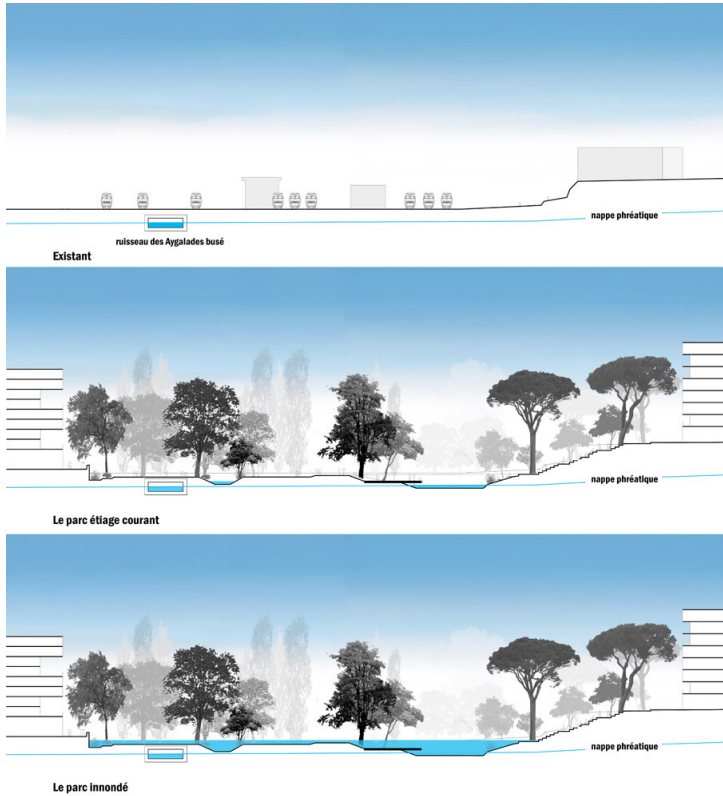 nappe phréatique
ruisseau des Aygalades busé
Existant
nappe phréatique
Le parc étiage courant
nappe phréatique
Le parc innondé